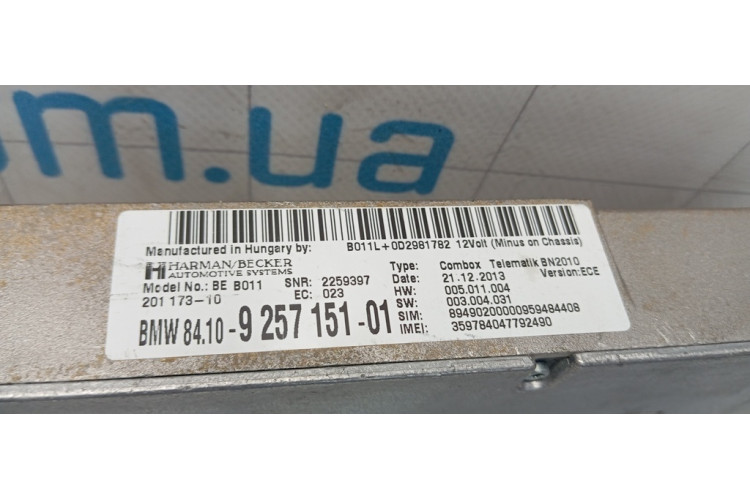 om.ua
B011L+0D2981782 12Volt (Minus on Chassis)
Manufactured in Hungary by:
HARMAN/BECKER
AUTOMOTIVE SYSTEMS
Model No.: BE B011 SNR: 2259397
201 173-10 EC: 023
BMW 84.10-9 257 151-01
Type: Combox Telematik BN2010
Date: 21.12.2013 Version:ECE
HW: 005.011.004
SW: 003.004.031
SIM: 89490200000959484408
IMEI: 359784047792490